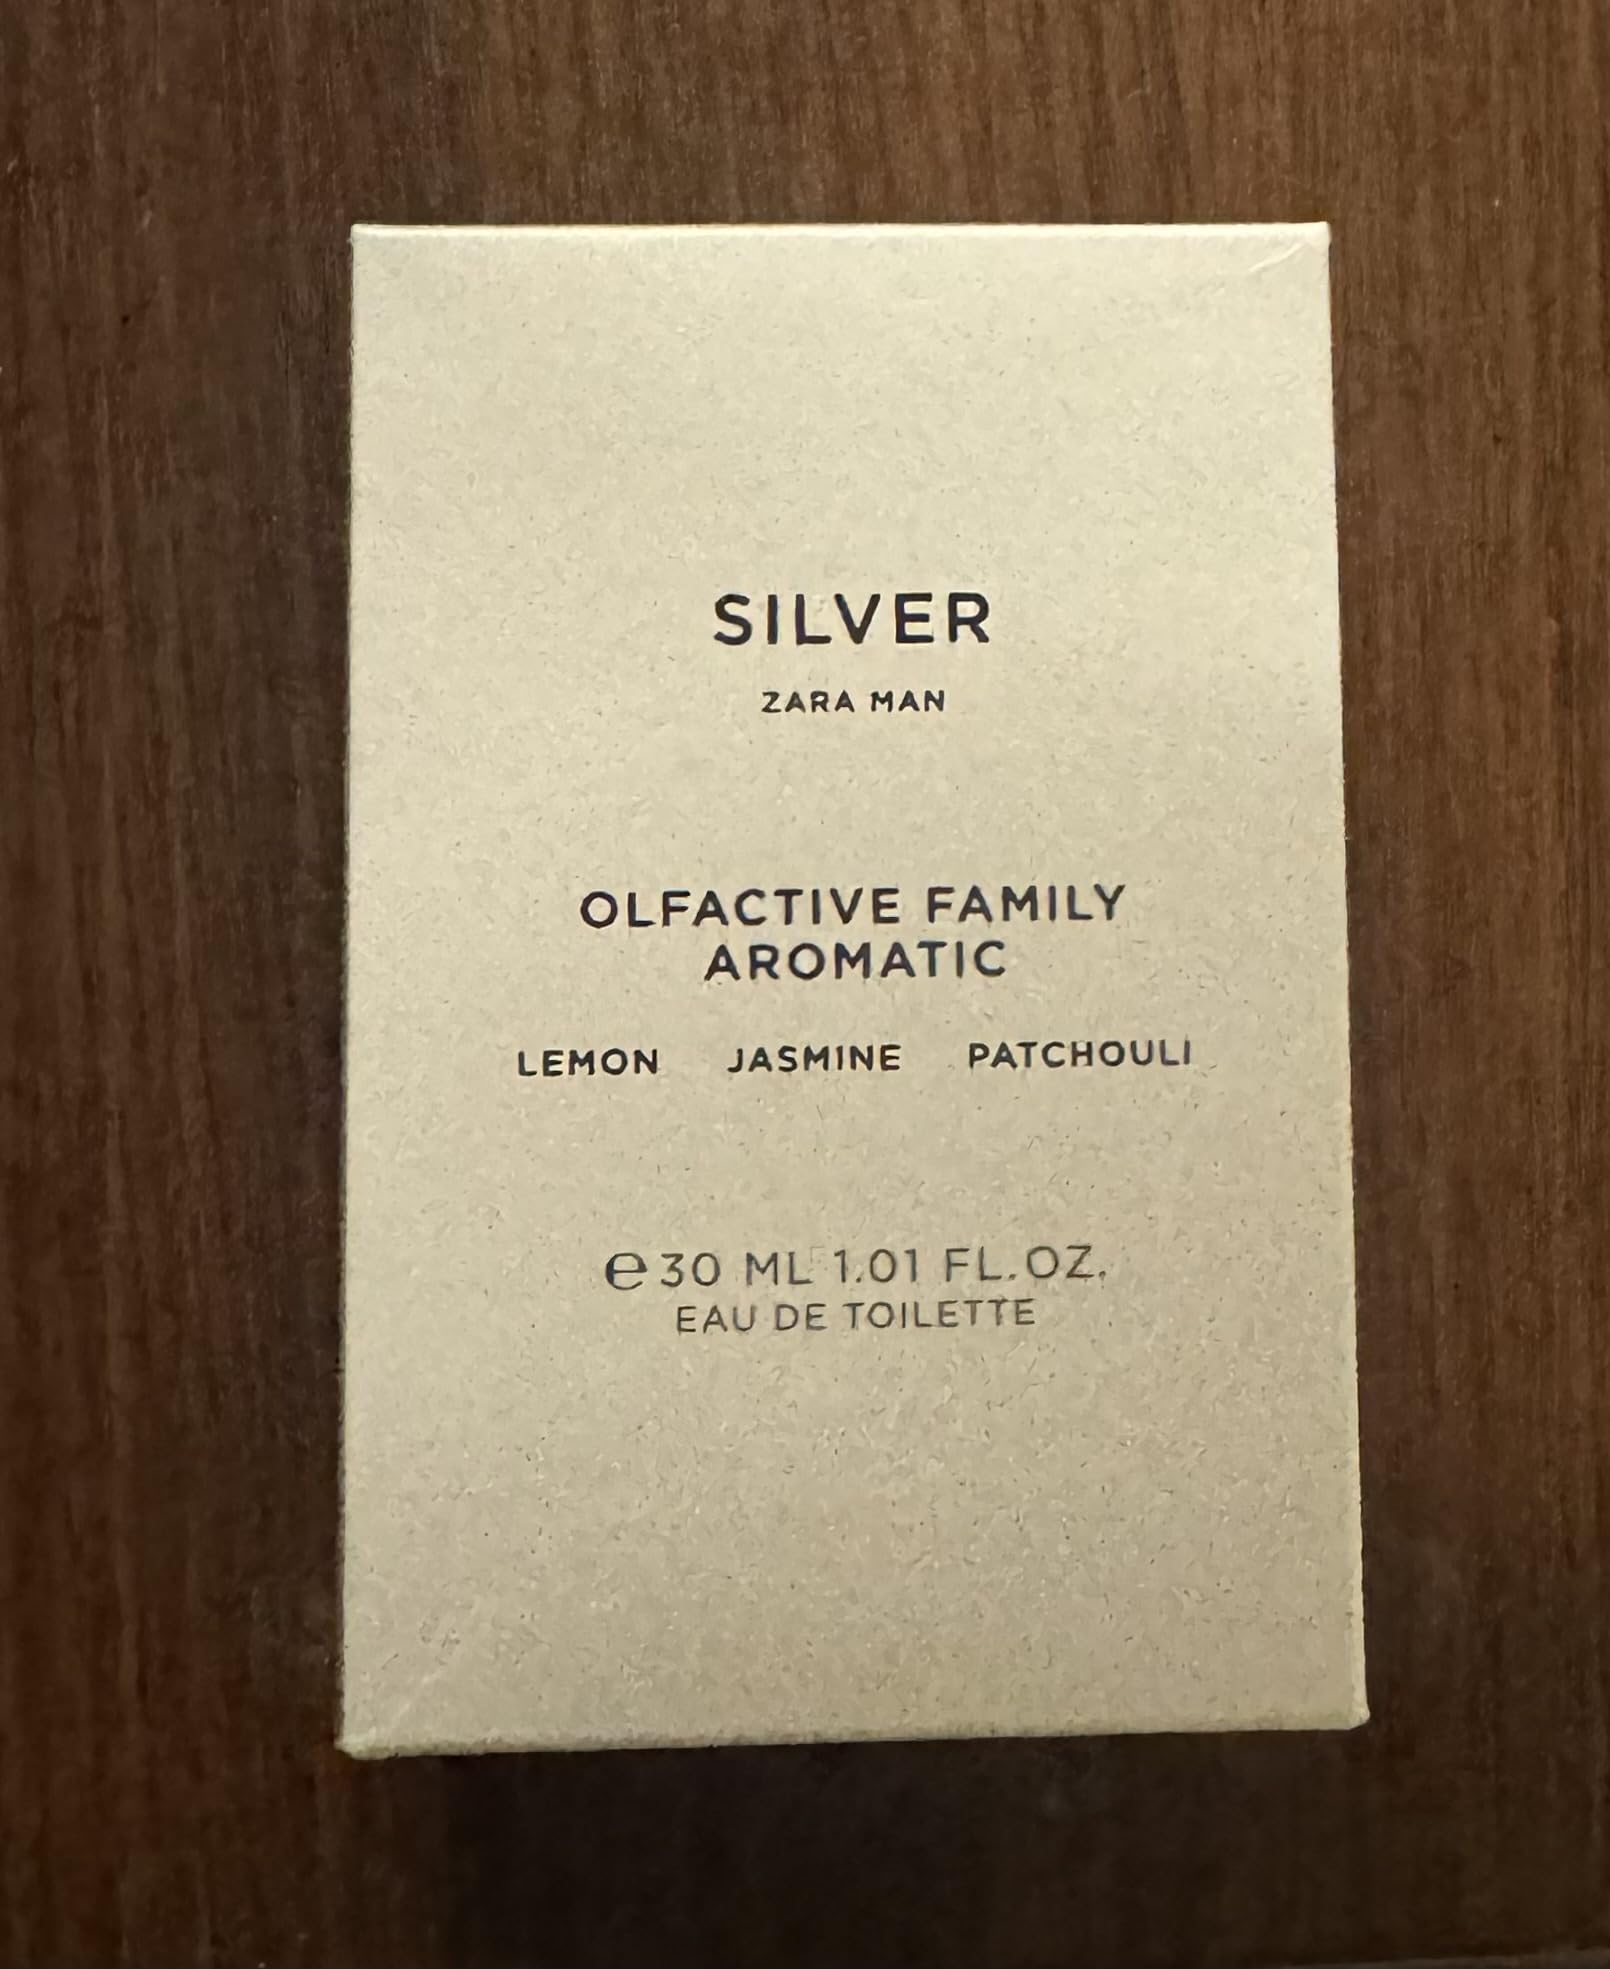 SILVER
ZARA MAN
OLFACTIVE FAMILY
AROMATIC
LEMON JASMINE PATCHOULI
℮30 ML 1.01 FL.OZ.
EAU DE TOILETTE